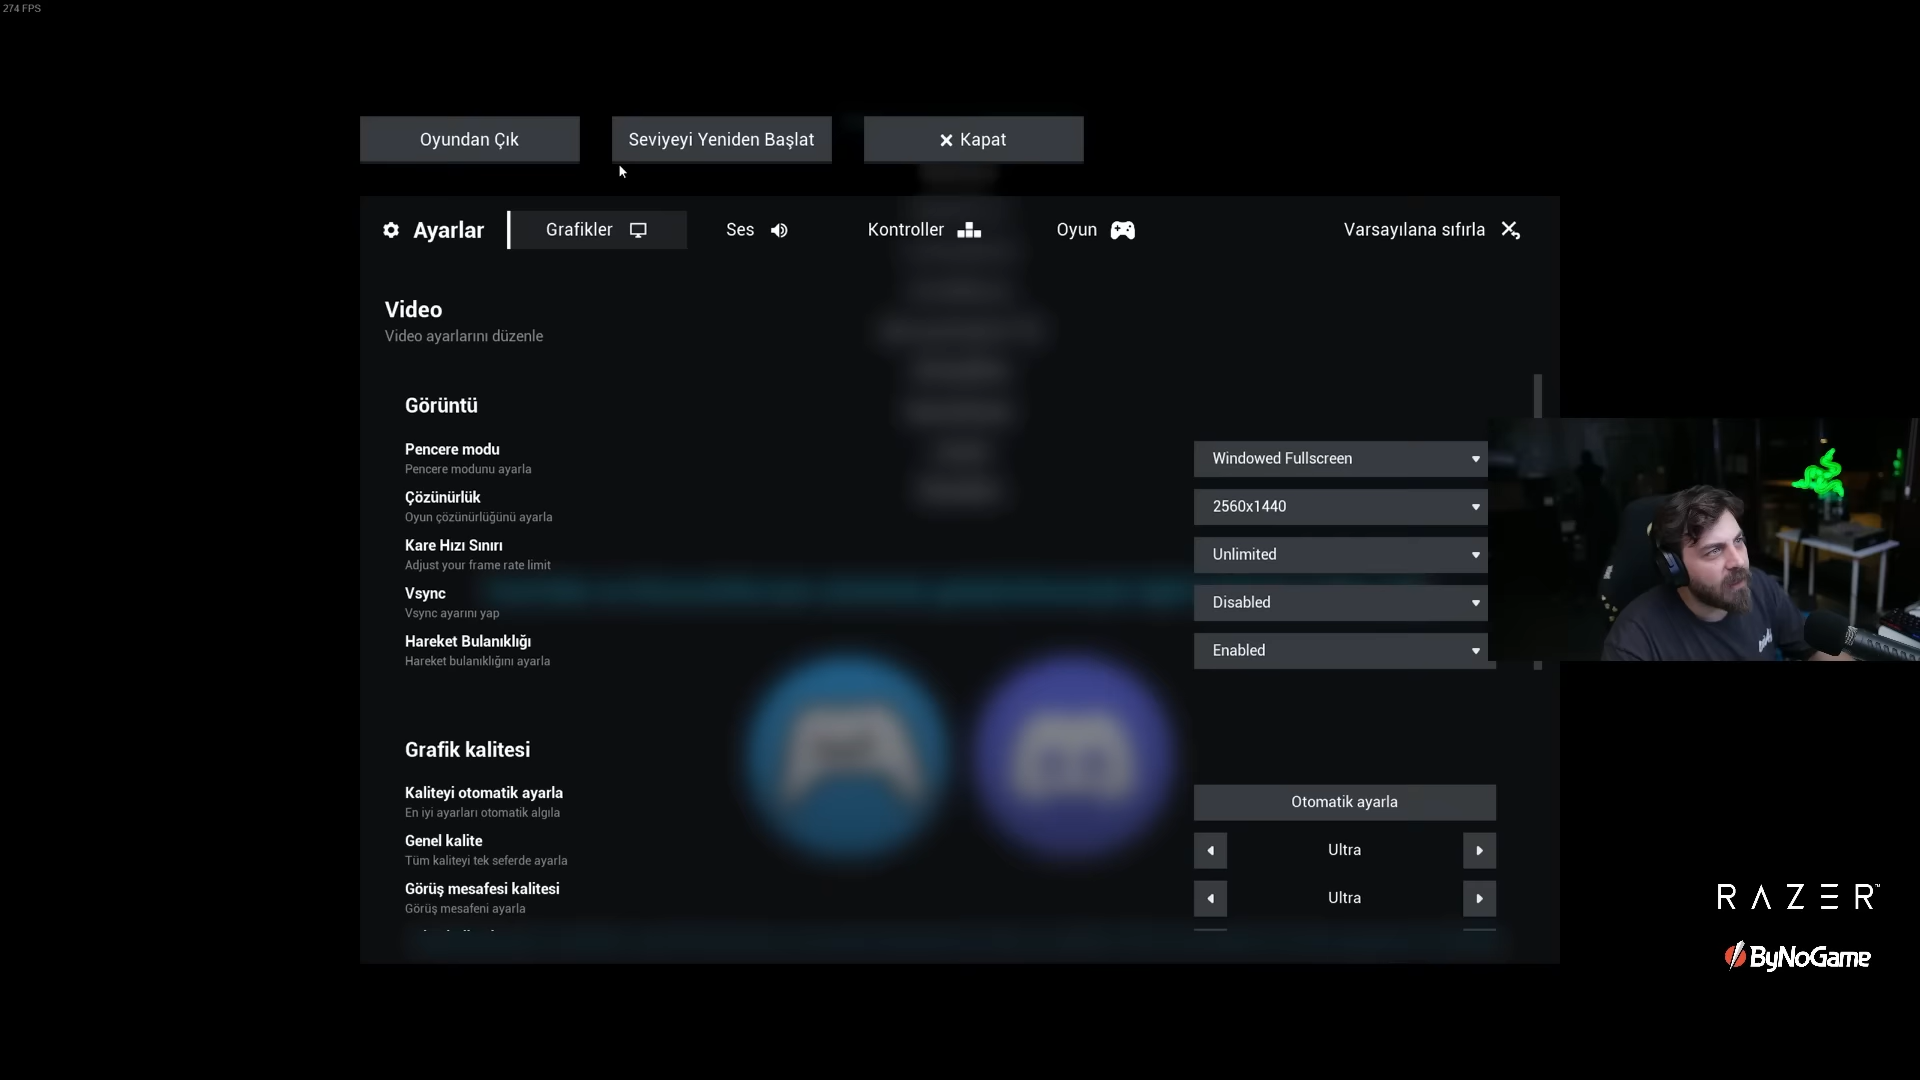 274 FPS
Oyundan Çık
Seviyeyi Yeniden Başlat
Kapat
Ayarlar
Grafikler
Ses
Kontroller
Oyun
Varsayılana sıfırla
Video
Video ayarlarını düzenle
Görüntü
Pencere modu
Pencere modunu ayarla
Windowed Fullscreen
Çözünürlük
Oyun çözünürlüğünü ayarla
2560x1440
Kare Hızı Sınırı
Adjust your frame rate limit
Unlimited
Vsync
Vsync ayarını yap
Disabled
Hareket Bulanıklığı
Hareket bulanıklığını ayarla
Enabled
Grafik kalitesi
Kaliteyi otomatik ayarla
En iyi ayarları otomatik algıla
Otomatik ayarla
Genel kalite
Tüm kaliteyi tek seferde ayarla
Ultra
Görüş mesafesi kalitesi
Görüş mesafeni ayarla
Ultra
RAZER™
ByNoGame